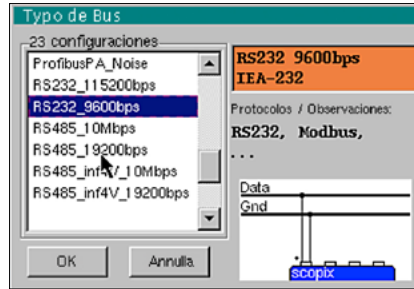 Typo de Bus
23 configuraciones
ProfibusPA_Noise
RS232_115200bps
RS232_9600bps
RS485_10Mbps
RS485_19200bps
RS485_inf4V_10Mbps
RS485_inf4V_19200bps
OK
Annulla
RS232 9600bps
IEA-232
Protocolos / Observaciones:
RS232, Modbus,
...
Data
Gnd
scopix